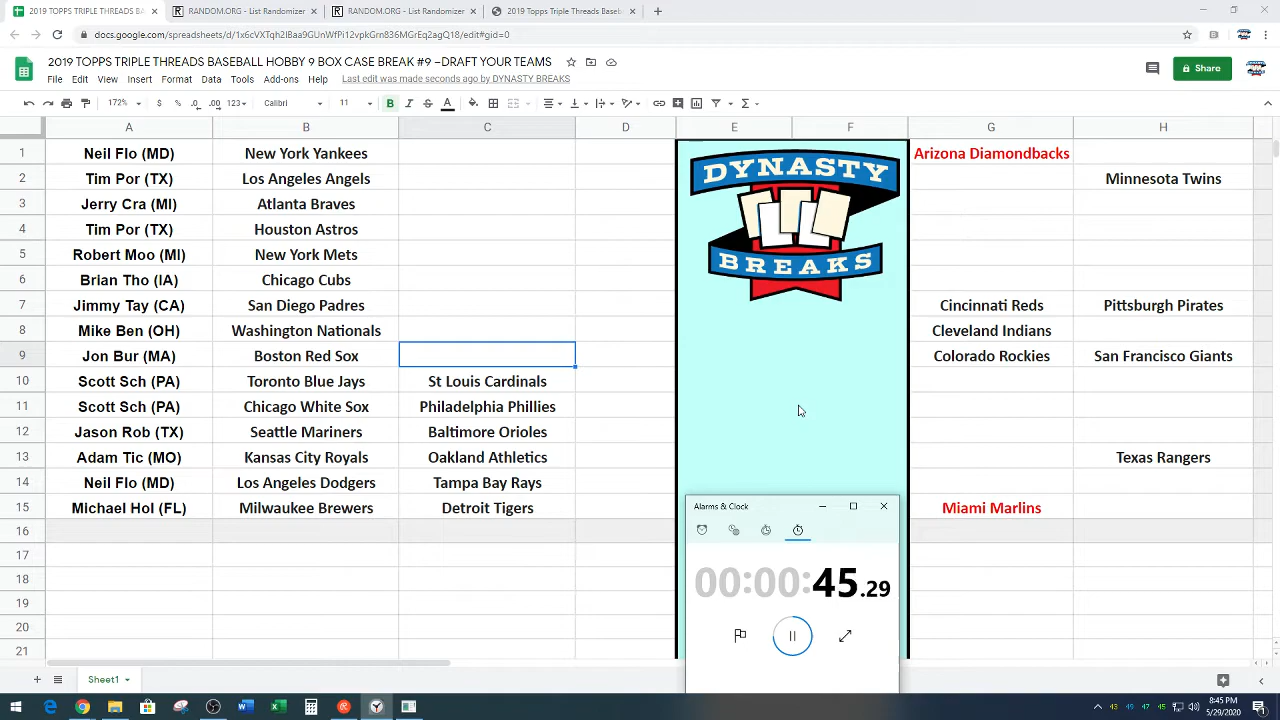 2019 TOPPS TRIPLE THREADS BA
RANDOM.ORG - List Randomizer
RANDOM.ORG - List Randomizer
2019 Topps Triple Threads Baseb
docs.google.com/spreadsheets/d/1x6cVXTqh2IBaa9GUnWfPi12vpkGrn836MGrEq2agQ18/edit#gid=0
2019 TOPPS TRIPLE THREADS BASEBALL HOBBY 9 BOX CASE BREAK #9 –DRAFT YOUR TEAMS
File Edit View Insert Format Data Tools Add-ons Help Last edit was made seconds ago by DYNASTY BREAKS
Share
172% $ % .0 .00 123 Calibri 11 B I S A
A B C D E F G H
1 Neil Flo (MD) New York Yankees Arizona Diamondbacks
2 Tim Por (TX) Los Angeles Angels Minnesota Twins
3 Jerry Cra (MI) Atlanta Braves
4 Tim Por (TX) Houston Astros
5 Robert Moo (MI) New York Mets
6 Brian Tho (IA) Chicago Cubs
7 Jimmy Tay (CA) San Diego Padres Cincinnati Reds Pittsburgh Pirates
8 Mike Ben (OH) Washington Nationals Cleveland Indians
9 Jon Bur (MA) Boston Red Sox Colorado Rockies San Francisco Giants
10 Scott Sch (PA) Toronto Blue Jays St Louis Cardinals
11 Scott Sch (PA) Chicago White Sox Philadelphia Phillies
12 Jason Rob (TX) Seattle Mariners Baltimore Orioles
13 Adam Tic (MO) Kansas City Royals Oakland Athletics Texas Rangers
14 Neil Flo (MD) Los Angeles Dodgers Tampa Bay Rays
15 Michael Hol (FL) Milwaukee Brewers Detroit Tigers Miami Marlins
16
17
18
19
20
21
DYNASTY
BREAKS
Alarms & Clock
00:00:45.29
Sheet1
43 49 47 45
8:45 PM
5/29/2020